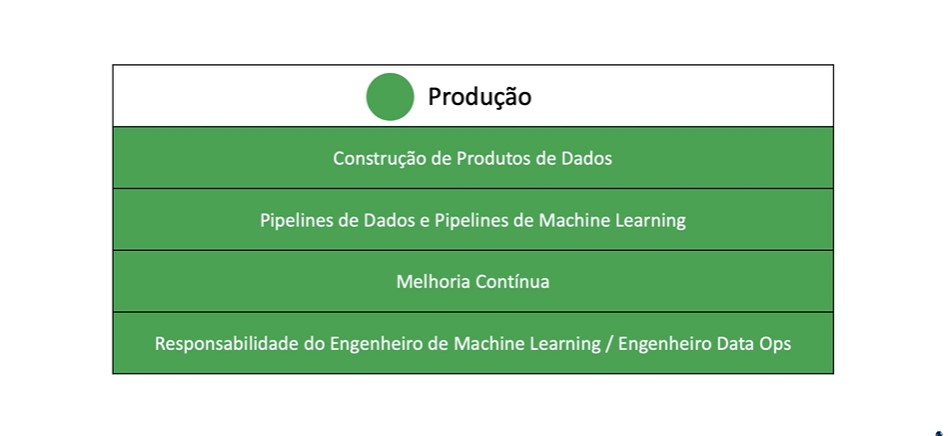 Produção
Construção de Produtos de Dados
Pipelines de Dados e Pipelines de Machine Learning
Melhoria Contínua
Responsabilidade do Engenheiro de Machine Learning / Engenheiro Data Ops